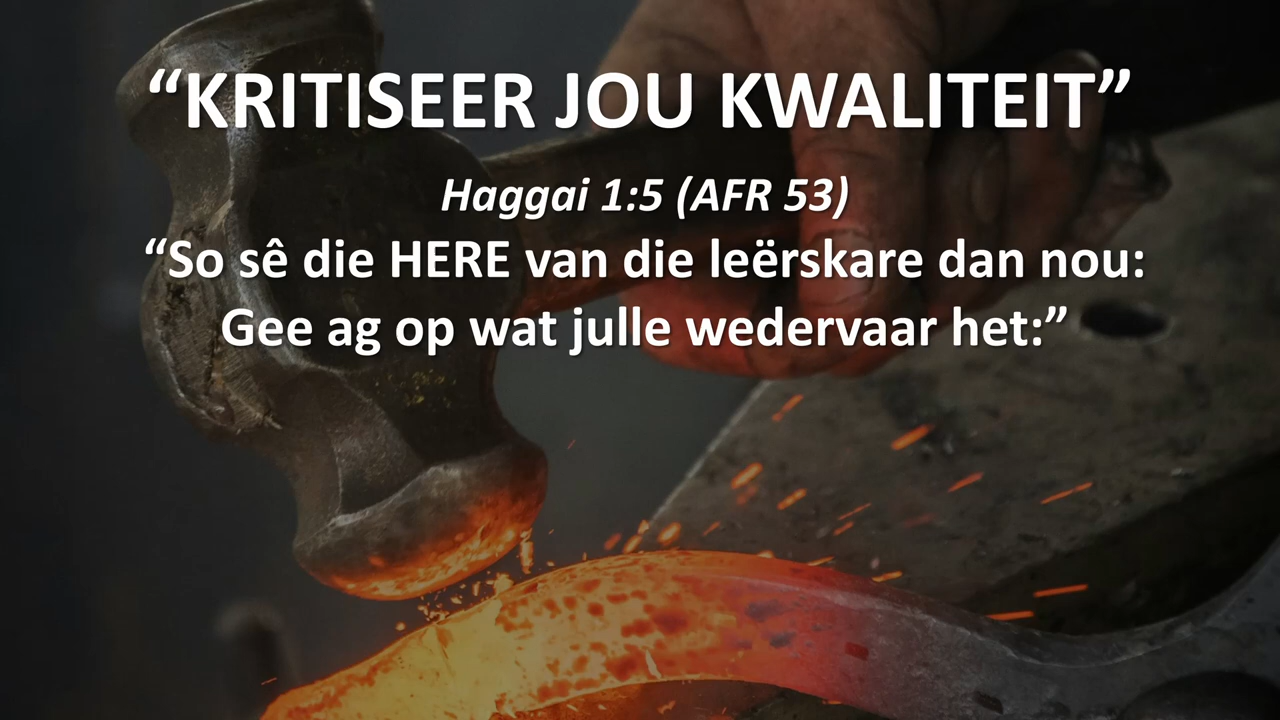 “KRITISEER JOU KWALITEIT”
Haggai 1:5 (AFR 53)
“So sê die HERE van die leërskare dan nou:
Gee ag op wat julle wedervaar het:”